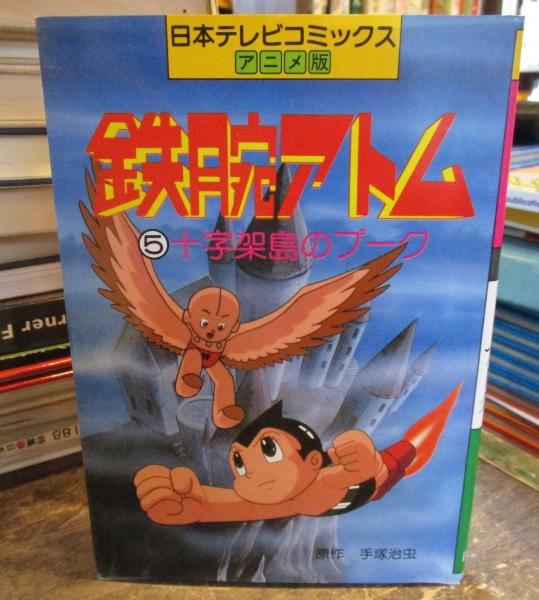 日本テレビコミックス
アニメ版
鉄腕アトム
⑤十字架島のプーク
原作 手塚治虫
rner F